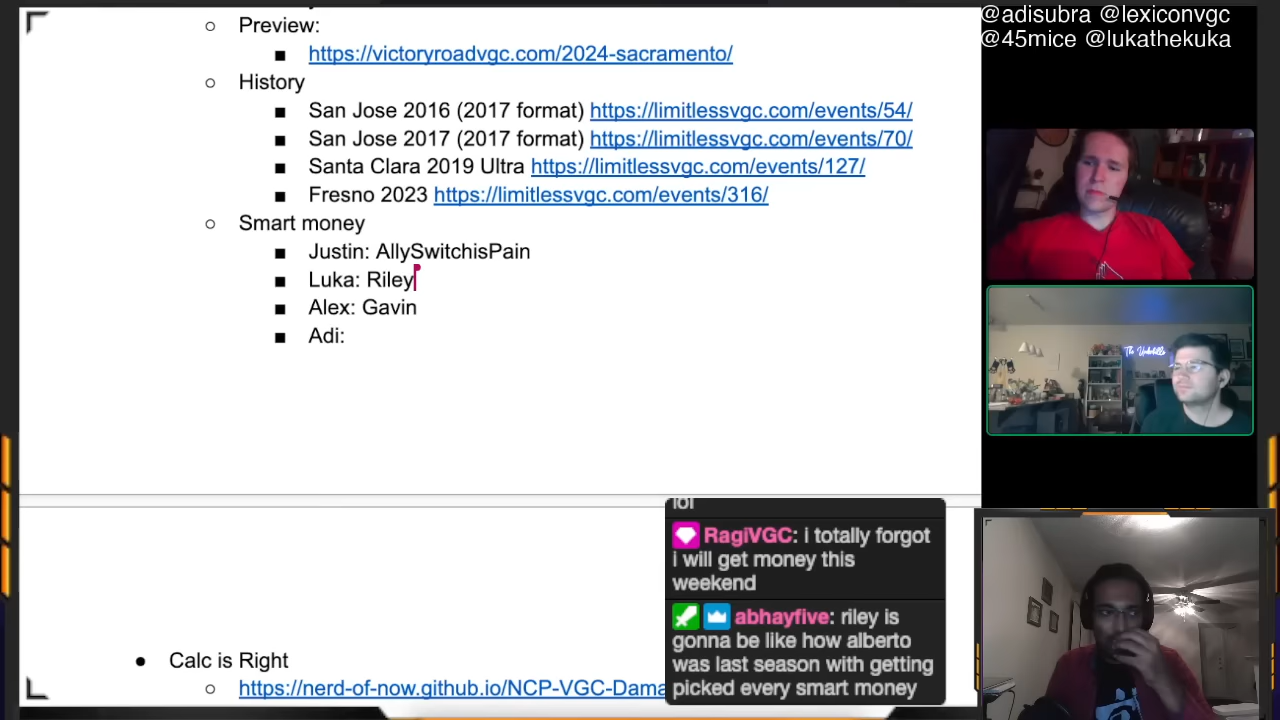 Preview:
https://victoryroadvgc.com/2024-sacramento/
History
San Jose 2016 (2017 format) https://limitlessvgc.com/events/54/
San Jose 2017 (2017 format) https://limitlessvgc.com/events/70/
Santa Clara 2019 Ultra https://limitlessvgc.com/events/127/
Fresno 2023 https://limitlessvgc.com/events/316/
Smart money
Justin: AllySwitchisPain
Luka: Riley
Alex: Gavin
Adi:
Calc is Right
https://nerd-of-now.github.io/NCP-VGC-Dama
lol
RagiVGC: i totally forgot
i will get money this
weekend
abhayfive: riley is
gonna be like how alberto
was last season with getting
picked every smart money
@adisubra @lexiconvgc
@45mice @lukathekuka
The Underhills